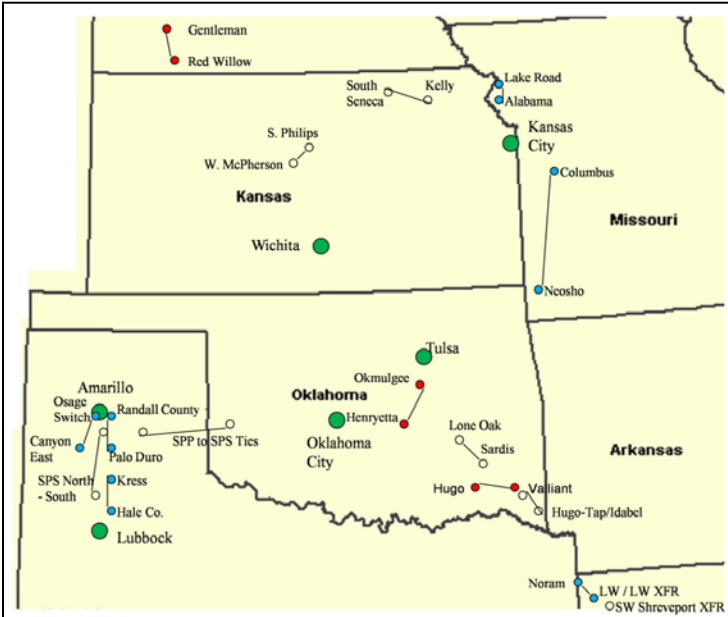 Gentleman
Red Willow
South
Seneca
Kelly
Lake Road
Alabama
S. Philips
W. McPherson
Kansas
City
Columbus
Kansas
Missouri
Wichita
Neosho
Tulsa
Okmulgee
Amarillo
Osage
Switch
Randall County
Oklahoma
Henryetta
SPP to SPS Ties
Oklahoma
City
Lone Oak
Sardis
Canyon
East
Palo Duro
Arkansas
SPS North
- South
Kress
Hugo
Valliant
Hale Co.
Hugo-Tap/Idabel
Lubbock
Noram
LW / LW XFR
SW Shreveport XFR